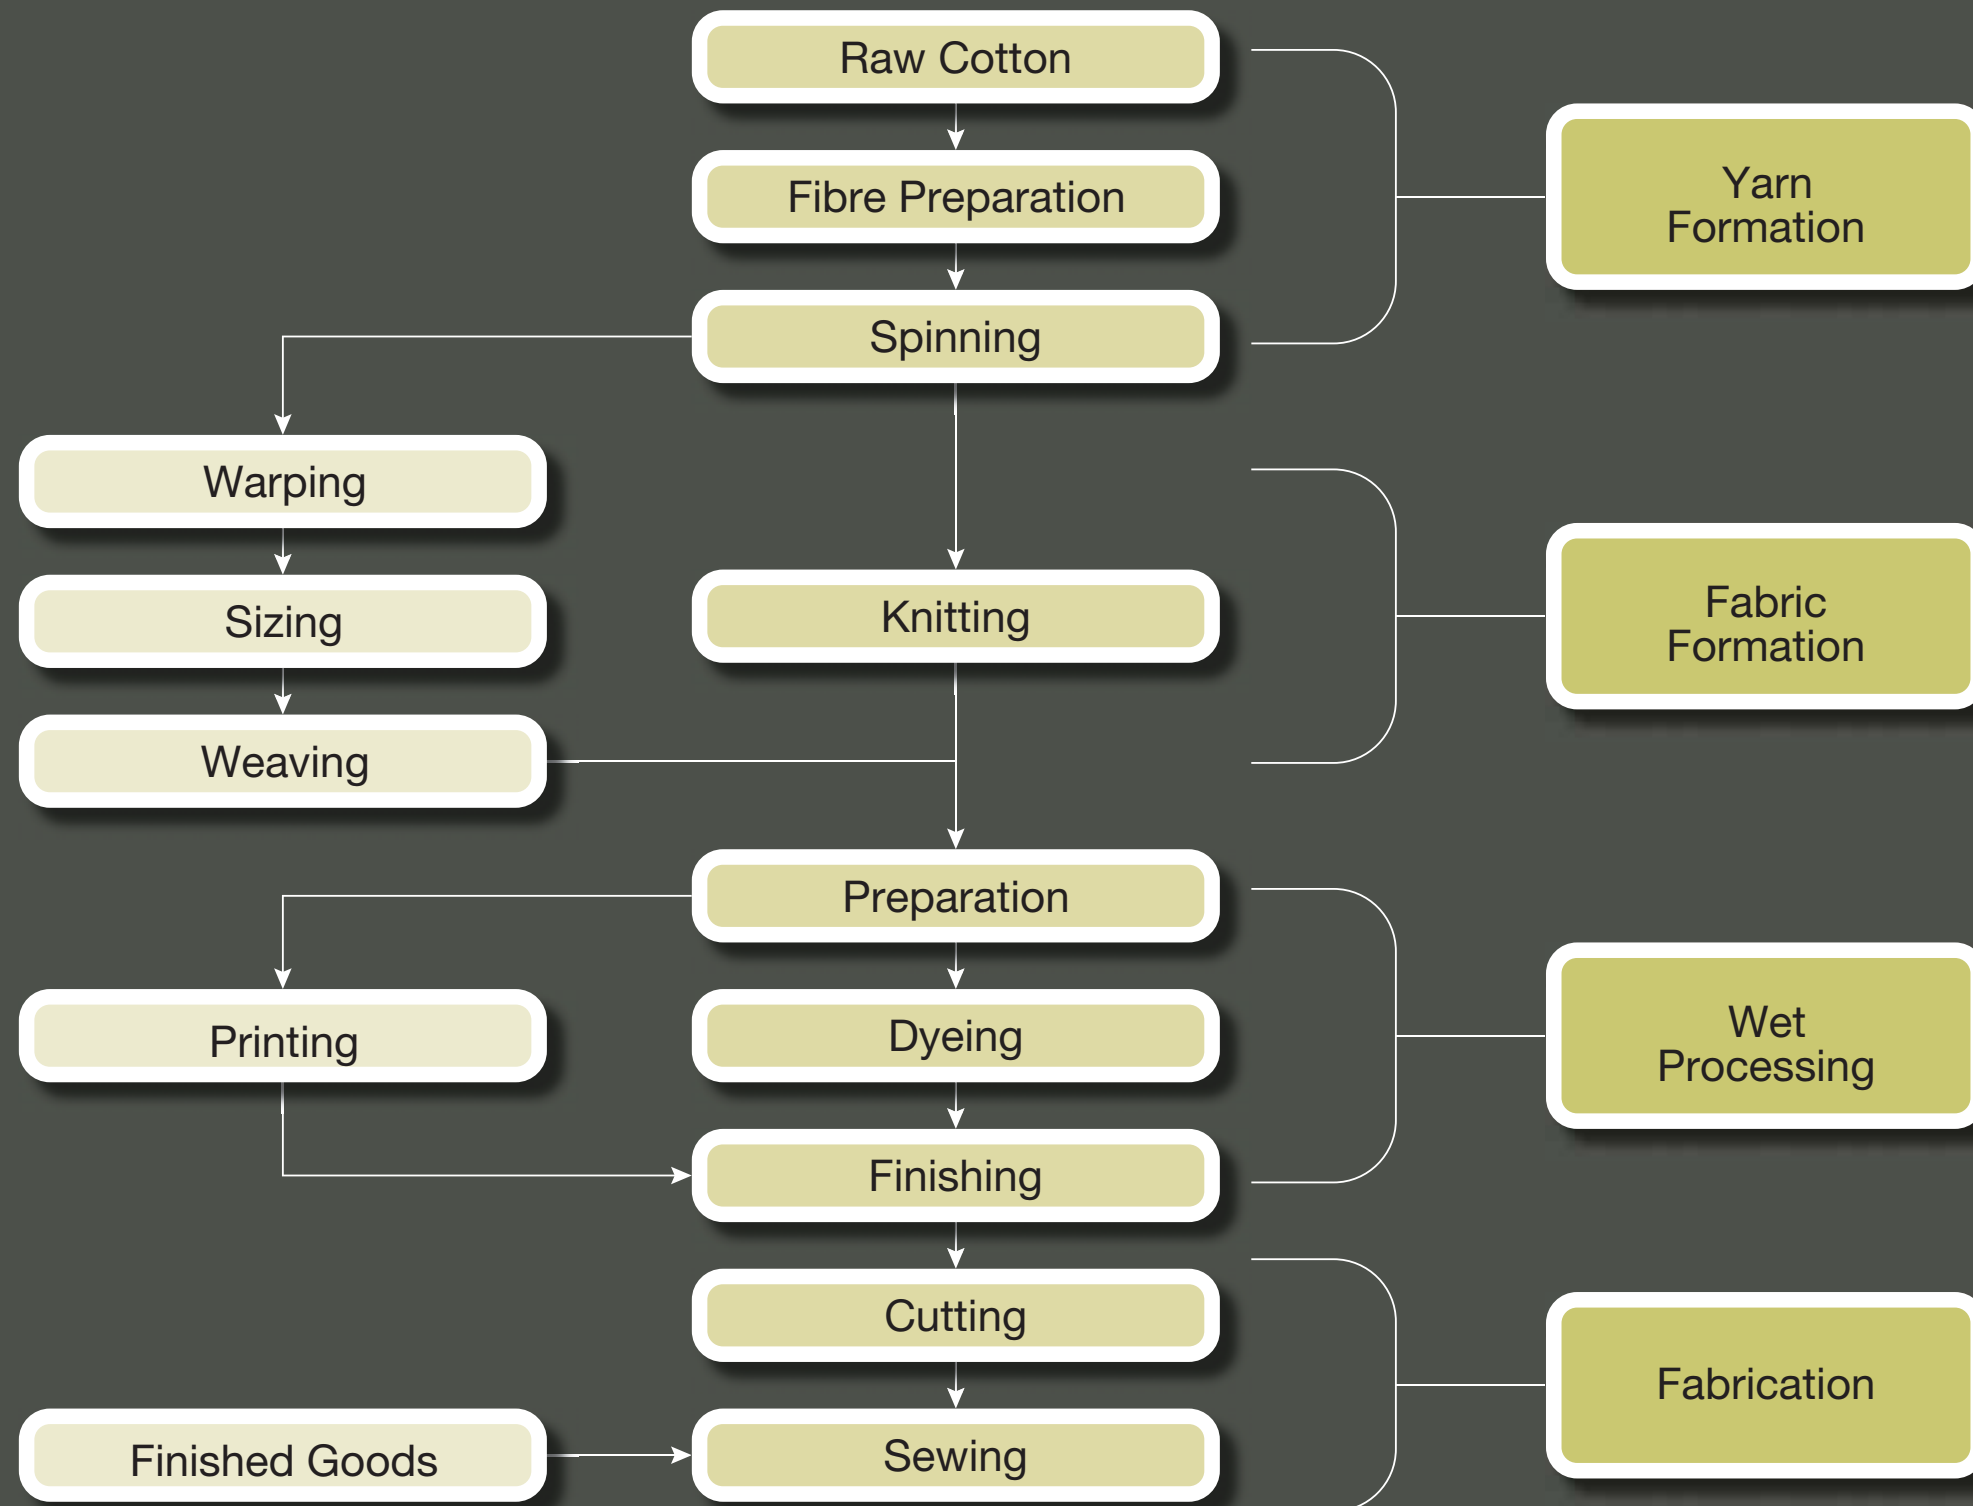 Raw Cotton
Fibre Preparation
Yarn
Formation
Spinning
Warping
Sizing
Knitting
Fabric
Formation
Weaving
Preparation
Printing
Dyeing
Wet
Processing
Finishing
Cutting
Fabrication
Finished Goods
Sewing